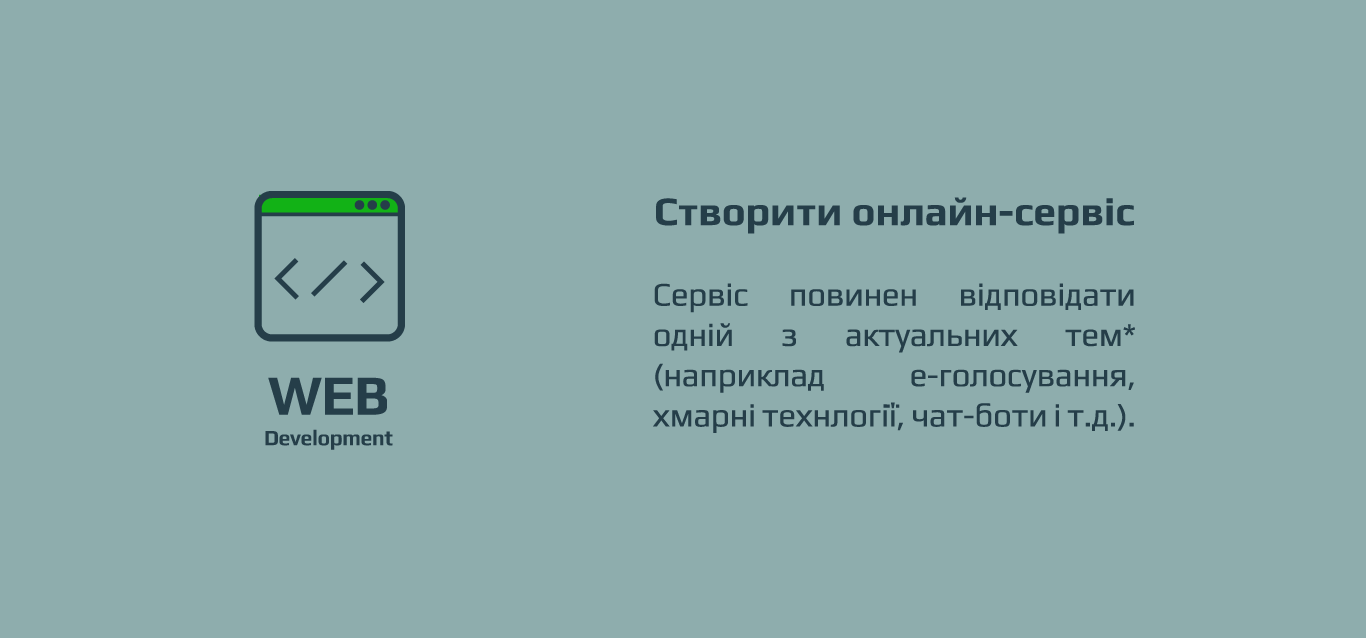 WEB
Development
Створити онлайн-сервіс
Сервіс повинен відповідати
одній з актуальних тем*
(наприклад е-голосування,
хмарні технлогії, чат-боти і т.д.).